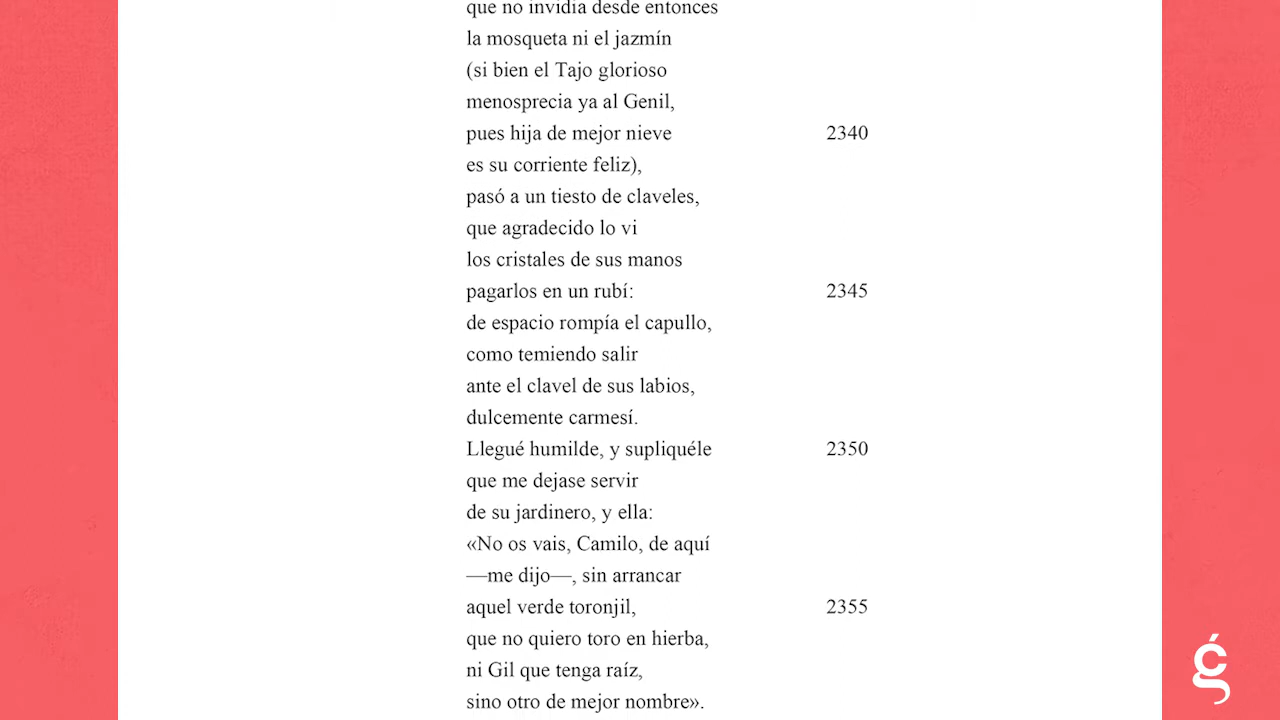 que no invidia desde entonces
la mosqueta ni el jazmín
(si bien el Tajo glorioso
menosprecia ya al Genil,
pues hija de mejor nieve 2340
es su corriente feliz),
pasó a un tiesto de claveles,
que agradecido lo vi
los cristales de sus manos
pagarlos en un rubí: 2345
de espacio rompía el capullo,
como temiendo salir
ante el clavel de sus labios,
dulcemente carmesí.
Llegué humilde, y supliquéle 2350
que me dejase servir
de su jardinero, y ella:
«No os vais, Camilo, de aquí
—me dijo—, sin arrancar
aquel verde toronjil, 2355
que no quiero toro en hierba,
ni Gil que tenga raíz,
sino otro de mejor nombre».